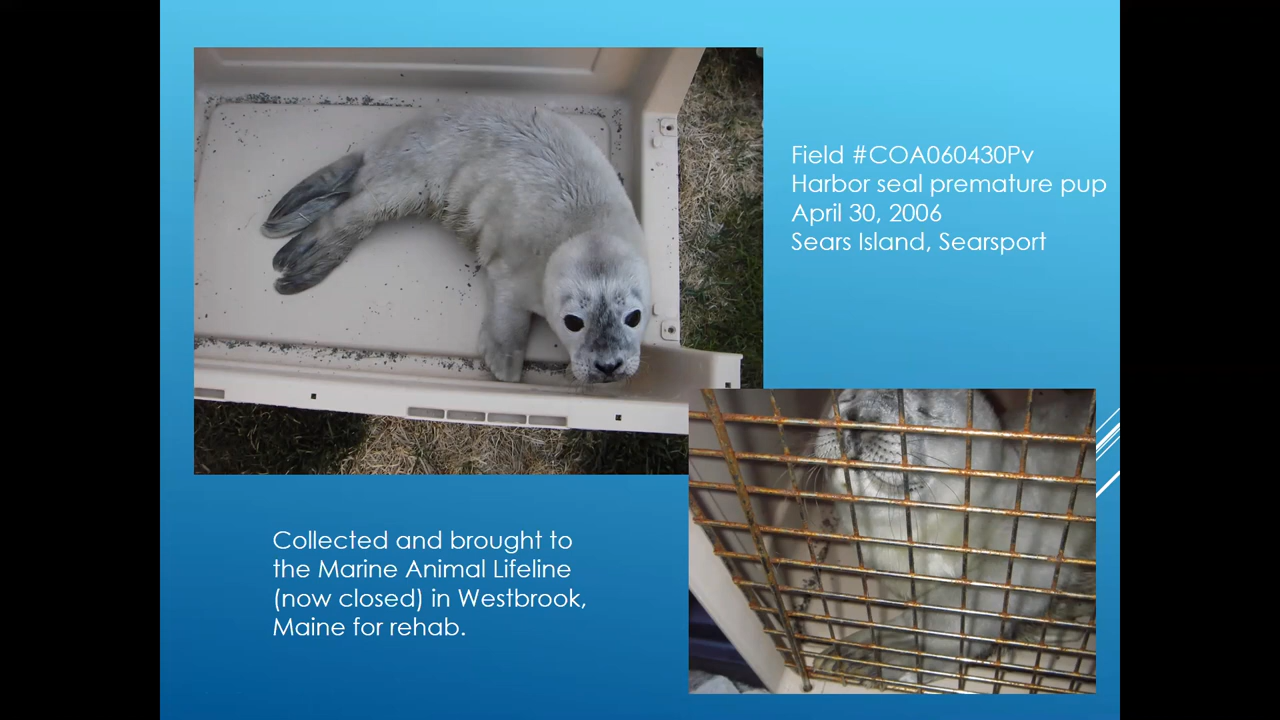 Field #COA060430Pv
Harbor seal premature pup
April 30, 2006
Sears Island, Searsport
Collected and brought to
the Marine Animal Lifeline
(now closed) in Westbrook,
Maine for rehab.